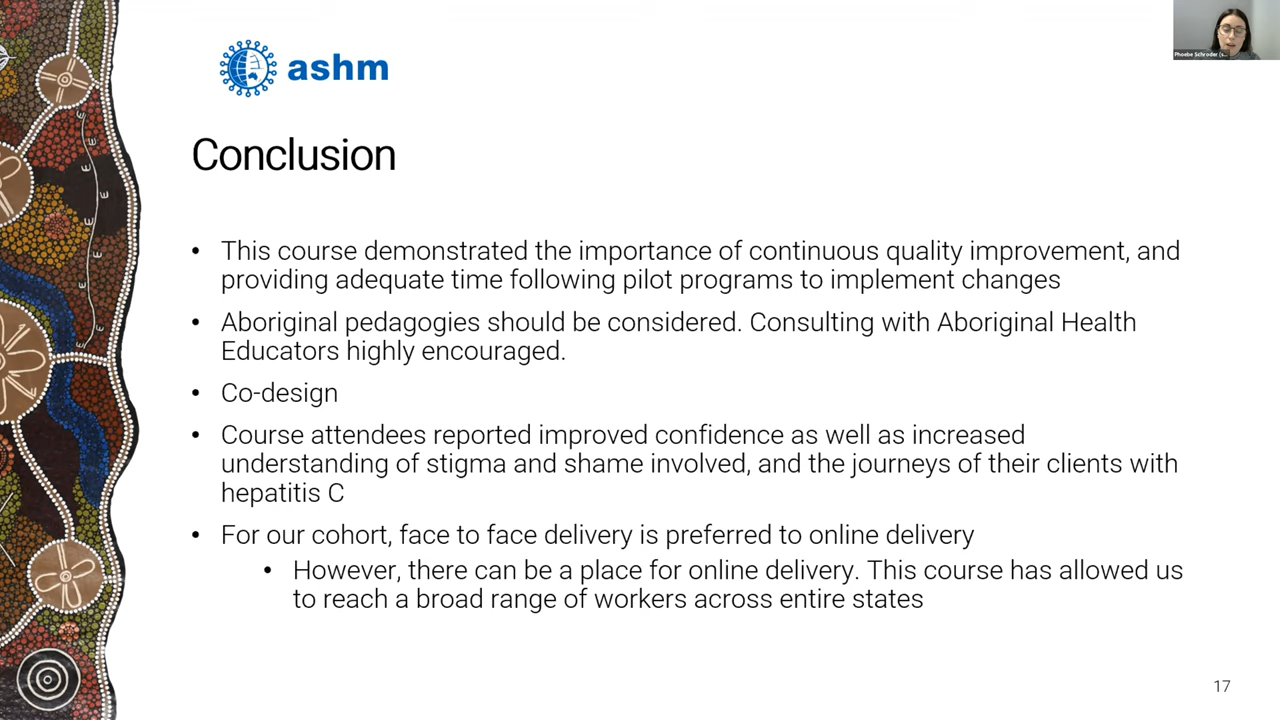 Phoebe Schroder (s...
ashm
Conclusion
• This course demonstrated the importance of continuous quality improvement, and
providing adequate time following pilot programs to implement changes
• Aboriginal pedagogies should be considered. Consulting with Aboriginal Health
Educators highly encouraged.
• Co-design
• Course attendees reported improved confidence as well as increased
understanding of stigma and shame involved, and the journeys of their clients with
hepatitis C
• For our cohort, face to face delivery is preferred to online delivery
• However, there can be a place for online delivery. This course has allowed us
to reach a broad range of workers across entire states
17